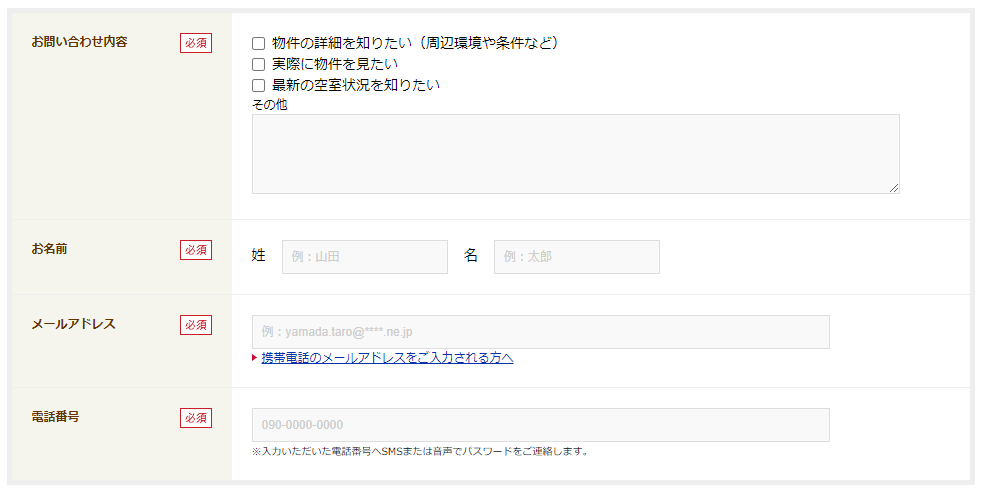 お問い合わせ内容 必須
物件の詳細を知りたい（周辺環境や条件など）
実際に物件を見たい
最新の空室状況を知りたい
その他
お名前 必須 姓 例：山田 名 例：太郎
メールアドレス 必須 例：yamada.taro@****.ne.jp
携帯電話のメールアドレスをご入力される方へ
電話番号 必須 090-0000-0000
※入力いただいた電話番号へSMSまたは音声でパスワードをご連絡します。